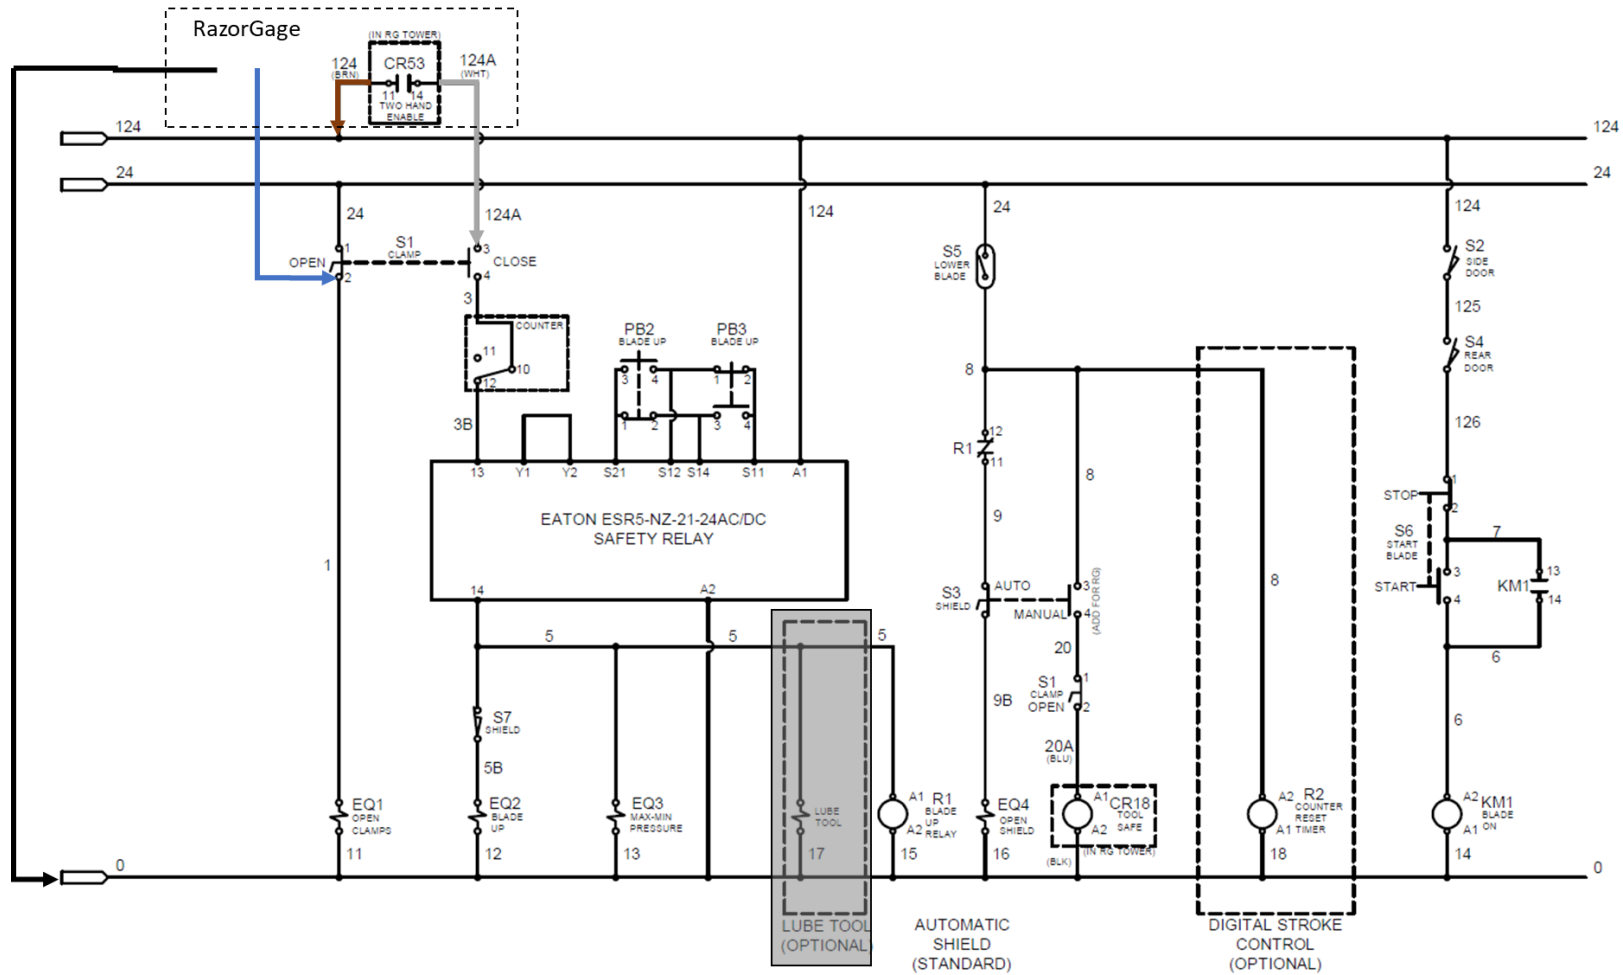 RazorGage
(IN RG TOWER)
124
(BRN)
CR53
124A
(WHT)
11
14
TWO HAND
ENABLE
124
124
24
24
24
124A
124
24
124
1
S1
CLAMP
3
OPEN
CLOSE
2
4
S5
LOWER
BLADE
S2
SIDE
DOOR
3
125
COUNTER
PB2
BLADE UP
PB3
BLADE UP
11
10
12
3
4
1
2
8
S4
REAR
DOOR
3B
1
2
3
4
R1
12
11
126
13
Y1
Y2
S21
S12
S14
S11
A1
8
EATON ESR5-NZ-21-24AC/DC
SAFETY RELAY
9
STOP
1
2
S6
START
BLADE
7
1
14
A2
S3
SHIELD
AUTO
MANUAL
3
4
(ADD FOR RG)
8
START
3
4
KM1
13
14
5
5
5
20
6
S1
CLAMP
OPEN
1
2
S7
SHIELD
9B
6
5B
20A
(BLU)
EQ1
OPEN
CLAMPS
EQ2
BLADE
UP
EQ3
MAX-MIN
PRESSURE
LUBE
TOOL
A1
A2
R1
BLADE
UP
RELAY
EQ4
OPEN
SHIELD
A1
A2
CR18
TOOL
SAFE
A2
A1
R2
COUNTER
RESET
TIMER
A2
A1
KM1
BLADE
ON
11
12
13
17
15
16
(BLK)
(IN RG TOWER)
18
14
0
0
LUBE TOOL
(OPTIONAL)
AUTOMATIC
SHIELD
(STANDARD)
DIGITAL STROKE
CONTROL
(OPTIONAL)